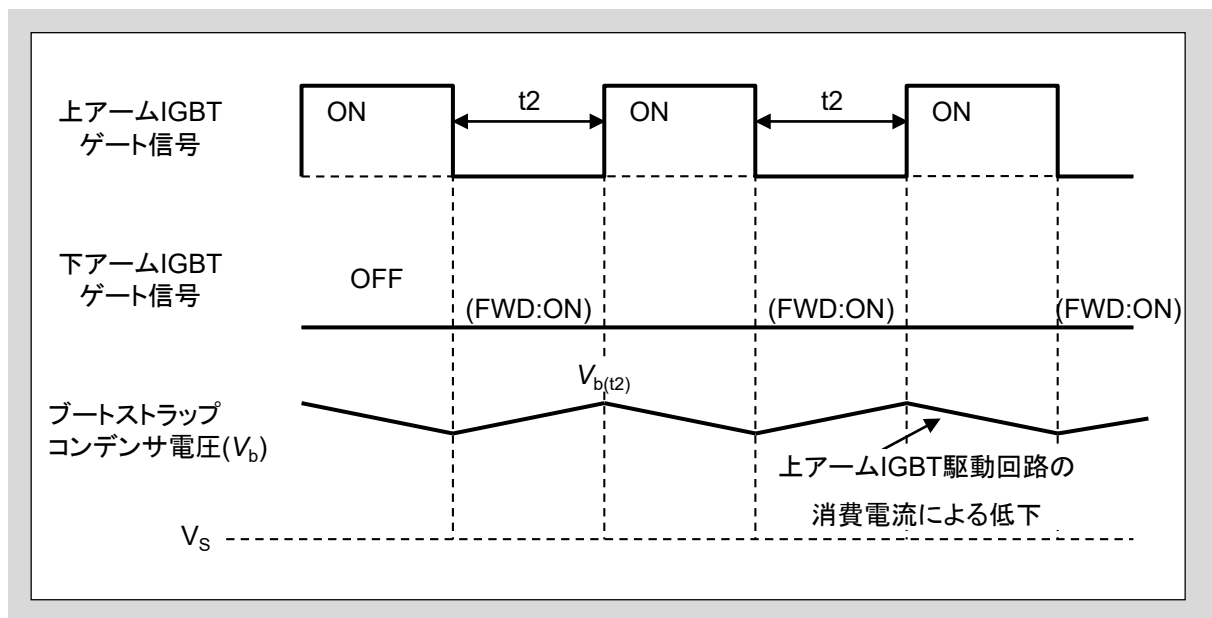 上アームIGBT
ゲート信号
ON
t2
ON
t2
ON
下アームIGBT
ゲート信号
OFF
(FWD:ON)
(FWD:ON)
(FWD:ON)
Vb(t2)
ブートストラップ
コンデンサ電圧(Vb)
上アームIGBT駆動回路の
消費電流による低下
VS